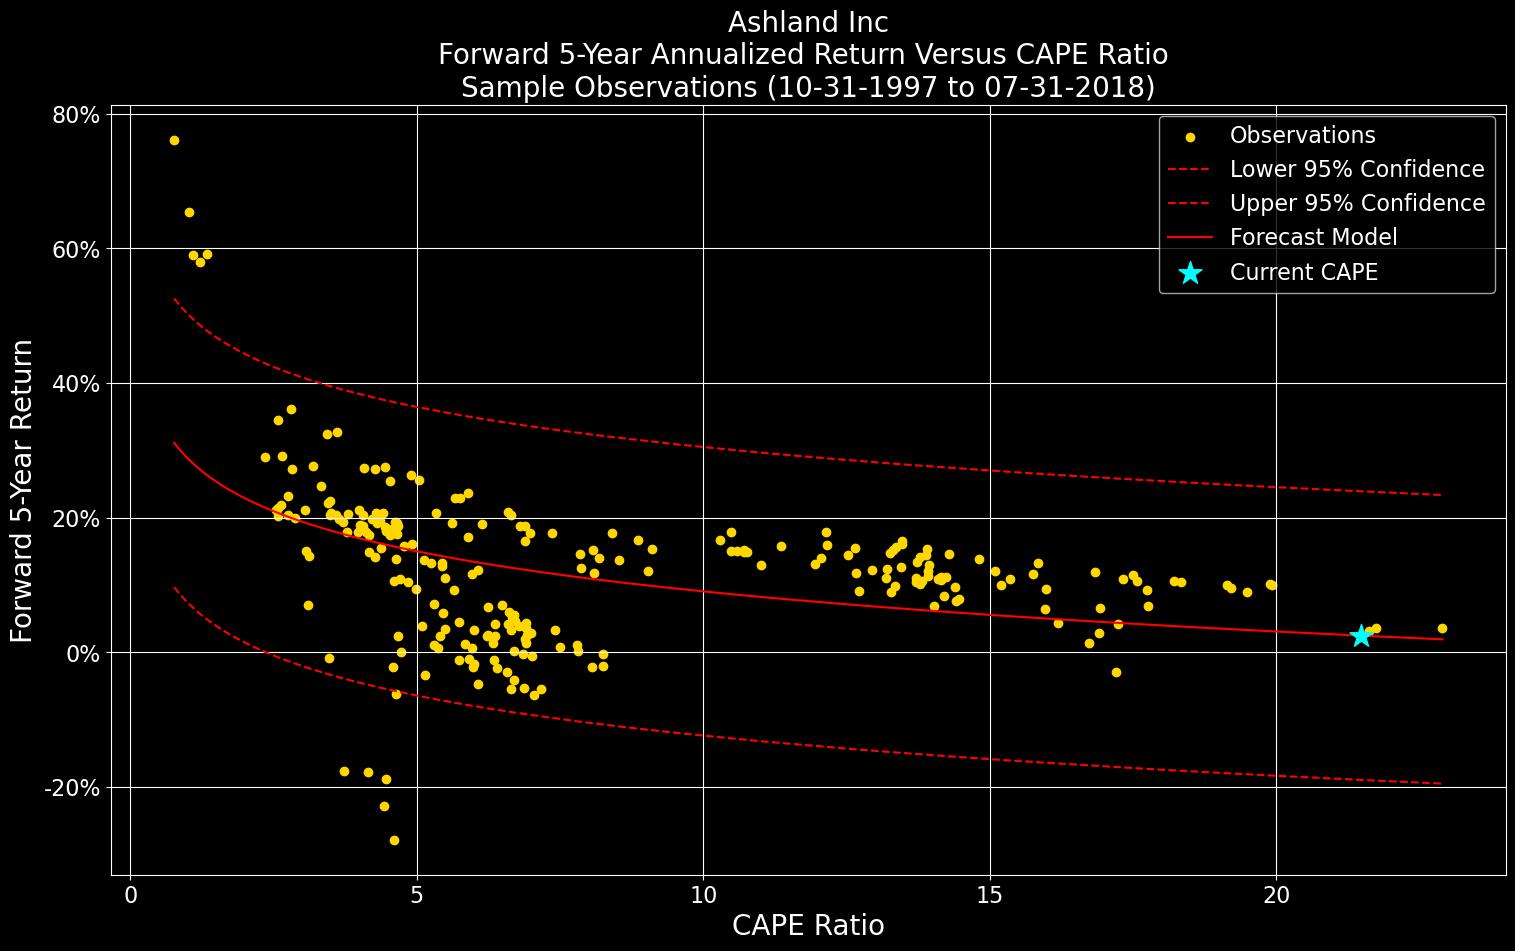 Ashland Inc
Forward 5-Year Annualized Return Versus CAPE Ratio
Sample Observations (10-31-1997 to 07-31-2018)
Observations
Lower 95% Confidence
Upper 95% Confidence
Forecast Model
Current CAPE
Forward 5-Year Return
80%
60%
40%
20%
0%
-20%
0
5
10
15
20
CAPE Ratio